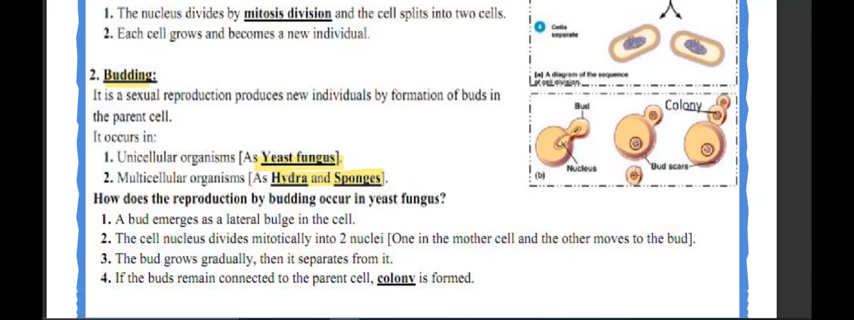 1. The nucleus divides by mitosis division and the cell splits into two cells.
2. Each cell grows and becomes a new individual.
4 Cells separate
[a] A diagram of the sequence of cell division.
2. Budding:
It is a sexual reproduction produces new individuals by formation of buds in
the parent cell.
It occurs in:
1. Unicellular organisms [As Yeast fungus].
2. Multicellular organisms [As Hydra and Sponges].
Bud
Colony
Nucleus
Bud scars
(b)
How does the reproduction by budding occur in yeast fungus?
1. A bud emerges as a lateral bulge in the cell.
2. The cell nucleus divides mitotically into 2 nuclei [One in the mother cell and the other moves to the bud].
3. The bud grows gradually, then it separates from it.
4. If the buds remain connected to the parent cell, colony is formed.